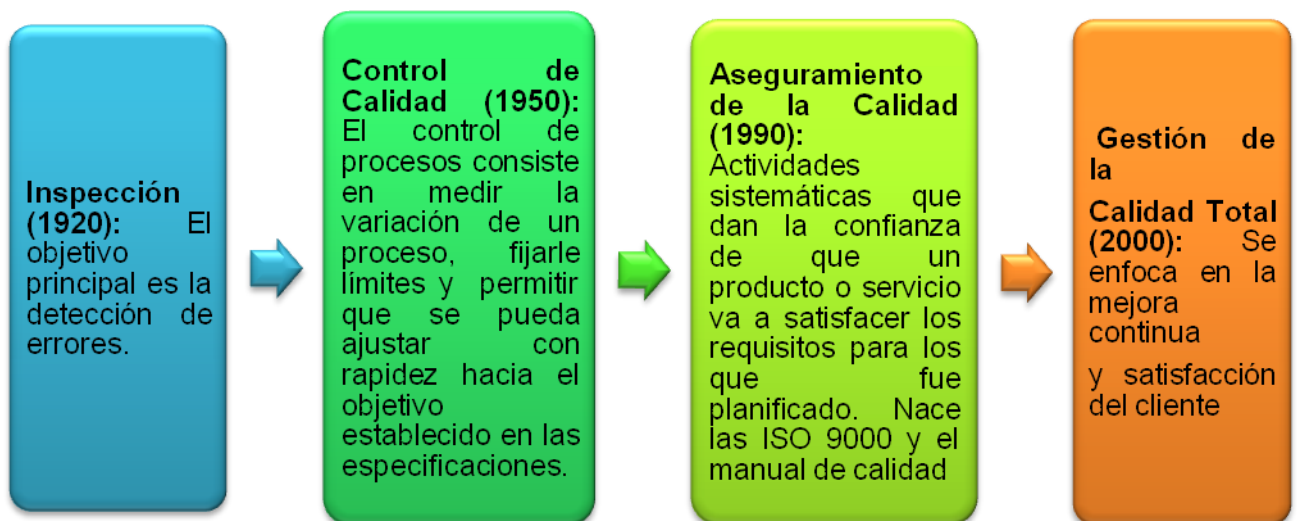 Inspección
(1920): El
objetivo
principal es la
detección de
errores.
Control de
Calidad (1950):
El control de
procesos consiste
en medir la
variación de un
proceso, fijarle
límites y permitir
que se pueda
ajustar con
rapidez hacia el
objetivo
establecido en las
especificaciones.
Aseguramiento
de la Calidad
(1990):
Actividades
sistemáticas que
dan la confianza
de que un
producto o servicio
va a satisfacer los
requisitos para los
que fue
planificado. Nace
las ISO 9000 y el
manual de calidad
Gestión de
la
Calidad Total
(2000): Se
enfoca en la
mejora
continua
y satisfacción
del cliente